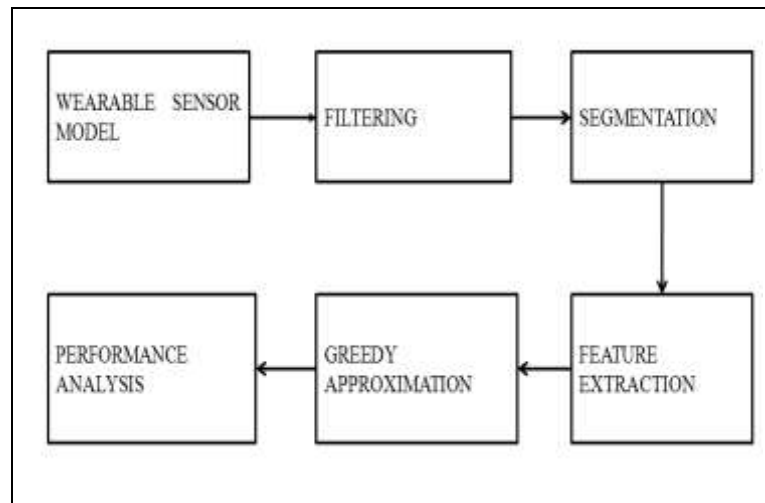 WEARABLE SENSOR
MODEL
FILTERING
SEGMENTATION
PERFORMANCE
ANALYSIS
GREEDY
APPROXIMATION
FEATURE
EXTRACTION